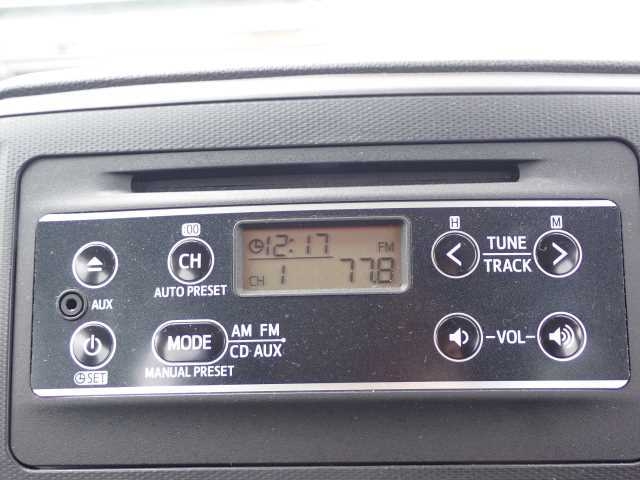 :00
H
M
12:17
FM
CH
TUNE
TRACK
AUTO PRESET
CH 1
77.8
AUX
MODE
AM FM
CD AUX
-VOL-
SET
MANUAL PRESET